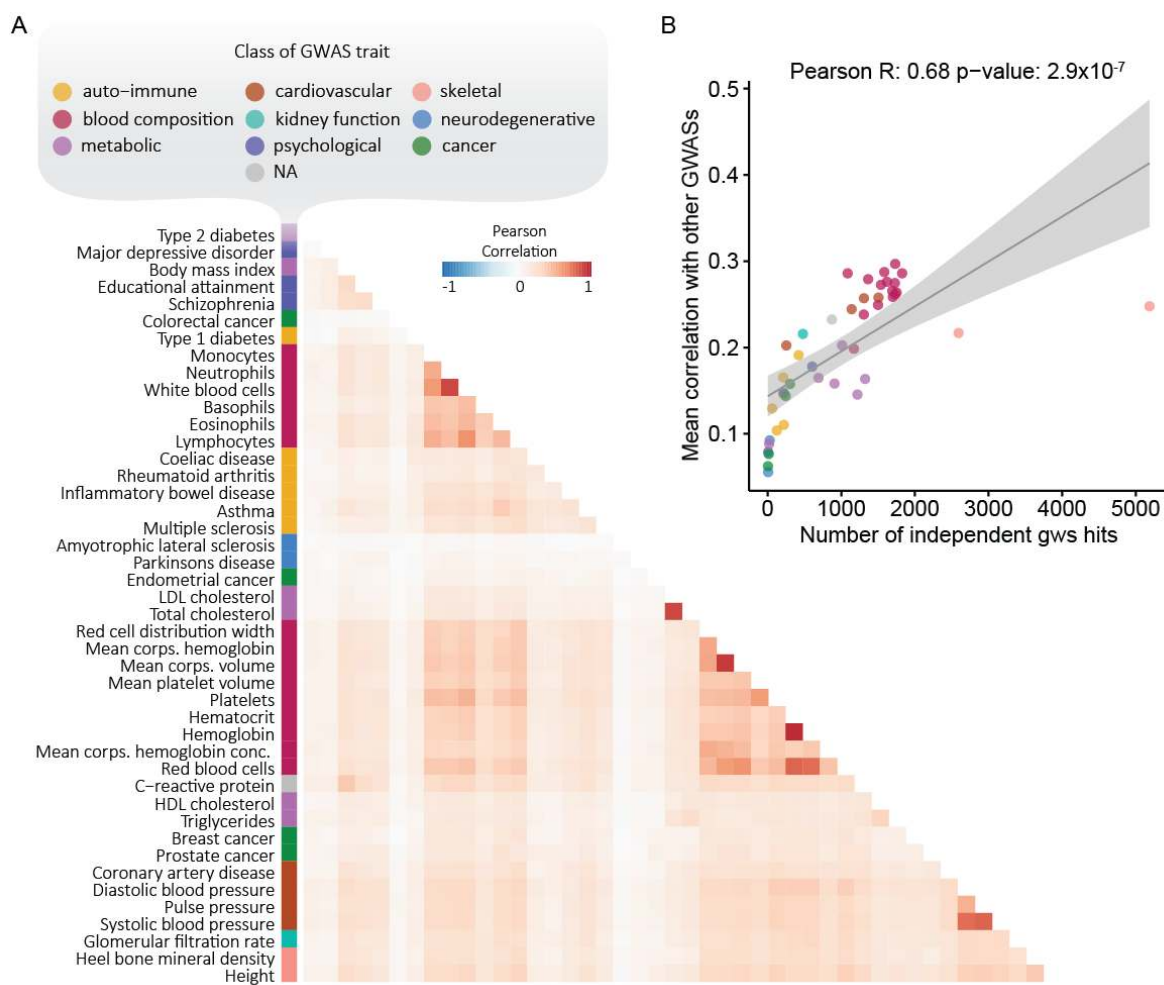 A
Class of GWAS trait
auto-immune
cardiovascular
skeletal
blood composition
kidney function
neurodegenerative
metabolic
psychological
cancer
NA
Pearson
Correlation
-1
0
1
Type 2 diabetes
Major depressive disorder
Body mass index
Educational attainment
Schizophrenia
Colorectal cancer
Type 1 diabetes
Monocytes
Neutrophils
White blood cells
Basophils
Eosinophils
Lymphocytes
Coeliac disease
Rheumatoid arthritis
Inflammatory bowel disease
Asthma
Multiple sclerosis
Amyotrophic lateral sclerosis
Parkinsons disease
Endometrial cancer
LDL cholesterol
Total cholesterol
Red cell distribution width
Mean corps. hemoglobin
Mean corps. volume
Mean platelet volume
Platelets
Hematocrit
Hemoglobin
Mean corps. hemoglobin conc.
Red blood cells
C-reactive protein
HDL cholesterol
Triglycerides
Breast cancer
Prostate cancer
Coronary artery disease
Diastolic blood pressure
Pulse pressure
Systolic blood pressure
Glomerular filtration rate
Heel bone mineral density
Height
B
Pearson R: 0.68 p−value: 2.9x10⁻⁷
Mean correlation with other GWASs
0.5
0.4
0.3
0.2
0.1
0 1000 2000 3000 4000 5000
Number of independent gws hits